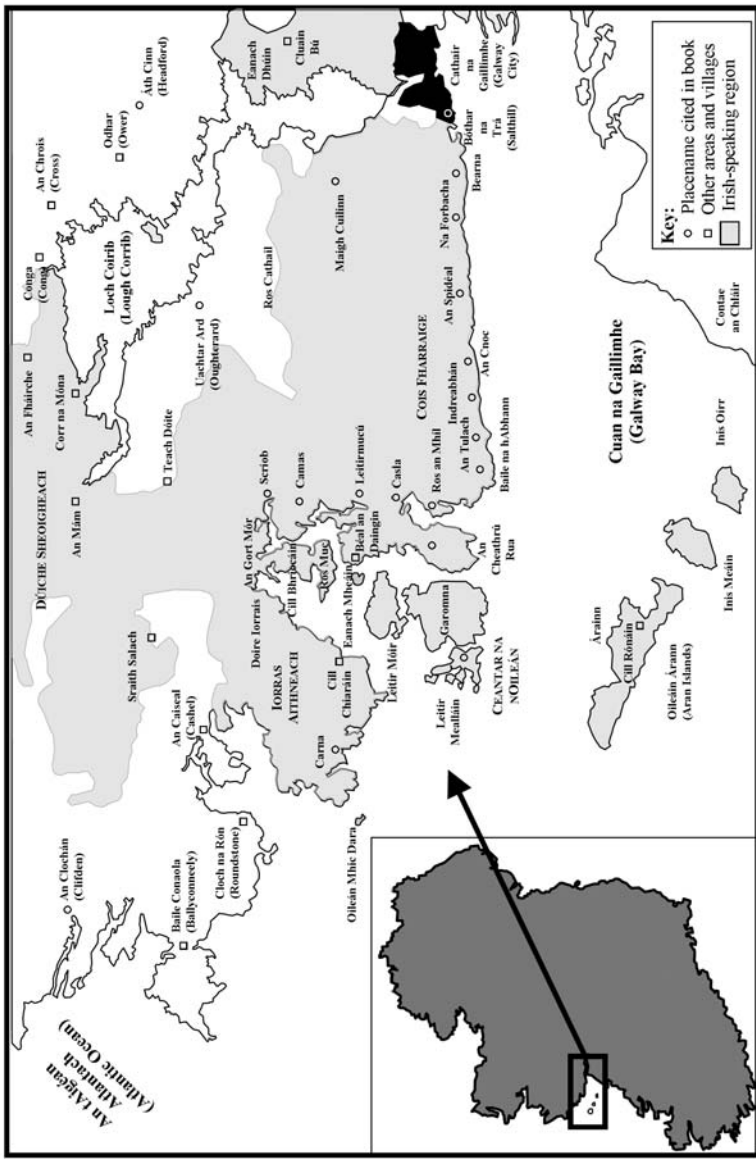 An tAigéan
Atlantach
(Atlantic Ocean)
An Clochán
(Clifden)
Baile Conaola
(Ballyconneely)
Cloch na Rón
(Roundstone)
An Caiseal
(Cashel)
Sraith Salach
DÚICHE SHEOIGHEACH
An Mám
An Fháirche
Corr na Móna
Conga
(Cong)
An Chrois
(Cross)
Odhar
(Ower)
Áth Cinn
(Headford)
Loch Coirib
(Lough Corrib)
Teach Dóite
Uachtar Ard
(Oughterard)
Ros Cathail
Eanach
Dhúin
Cluain
Bú
Oileán Mhic Dara
Carna
IORRAS
AITHNEACH
Cill
Chiaráin
Doire Iorrais
An Gort Mór
Cill Bhriocáin
Ros Muc
Scríob
Camas
Eanach Mheáin
Béal an
Daingin
Leitirmucú
Casla
Ros an Mhíl
Leitir Móir
Garomna
Leitir
Mealláin
CEANTAR NA
NOILEÁN
An
Cheathrú
Rua
Maigh Cuilinn
COIS FHARRAIGE
Baile na hAbhann
An Tulach
Indreabhán
An Cnoc
An Spidéal
Na Forbacha
Bearna
Bóthar
na
Trá
(Salthill)
Cathair
na
Gaillimhe
(Galway
City)
Cuan na Gaillimhe
(Galway Bay)
Árainn
Cill Rónáin
Oileáin Árann
(Aran Islands)
Inis Meáin
Inis Oírr
Contae
an Chláir
Key:
Placename cited in book
Other areas and villages
Irish-speaking region